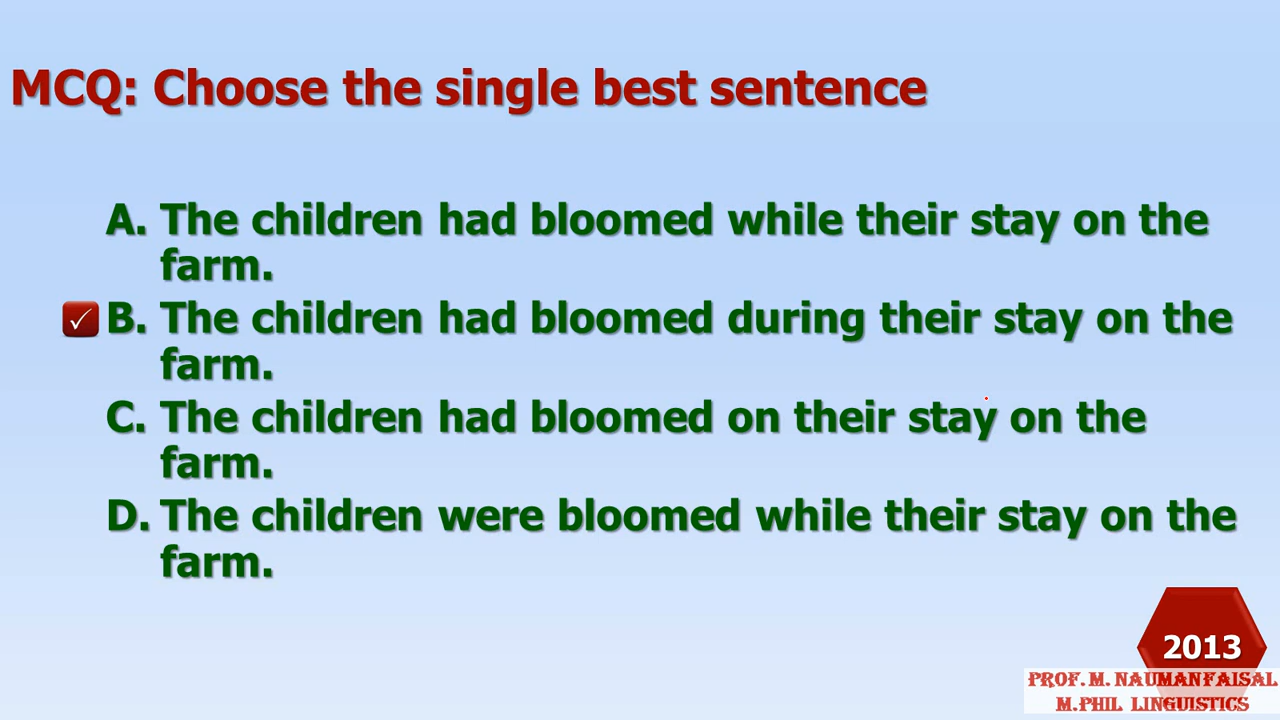 MCQ: Choose the single best sentence
A. The children had bloomed while their stay on the
farm.
B. The children had bloomed during their stay on the
farm.
C. The children had bloomed on their stay on the
farm.
D. The children were bloomed while their stay on the
farm.
2013
PROF. M. NAUMAN FAISAL
M.PHIL LINGUISTICS